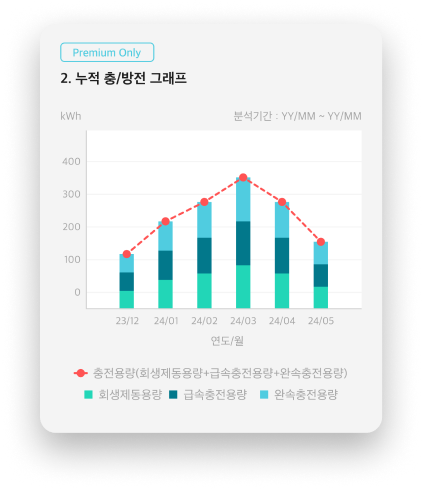 Premium Only
2. 누적 충/방전 그래프
kWh
분석기간 : YY/MM ~ YY/MM
400
300
200
100
0
23/12 24/01 24/02 24/03 24/04 24/05
연도/월
충전용량(회생제동용량+급속충전용량+완속충전용량)
회생제동용량 급속충전용량 완속충전용량